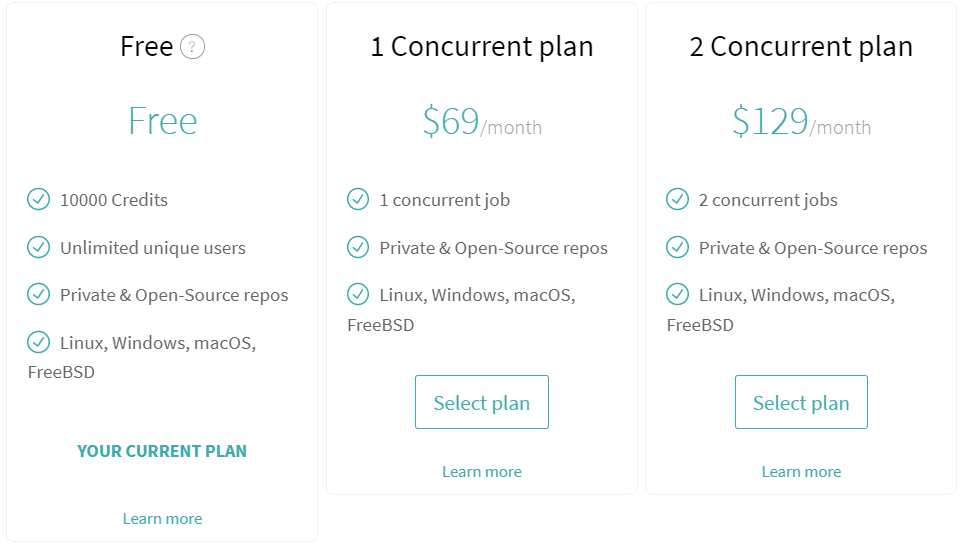 Free ?
Free
10000 Credits
Unlimited unique users
Private & Open-Source repos
Linux, Windows, macOS,
FreeBSD
YOUR CURRENT PLAN
Learn more
1 Concurrent plan
$69/month
1 concurrent job
Private & Open-Source repos
Linux, Windows, macOS,
FreeBSD
Select plan
Learn more
2 Concurrent plan
$129/month
2 concurrent jobs
Private & Open-Source repos
Linux, Windows, macOS,
FreeBSD
Select plan
Learn more